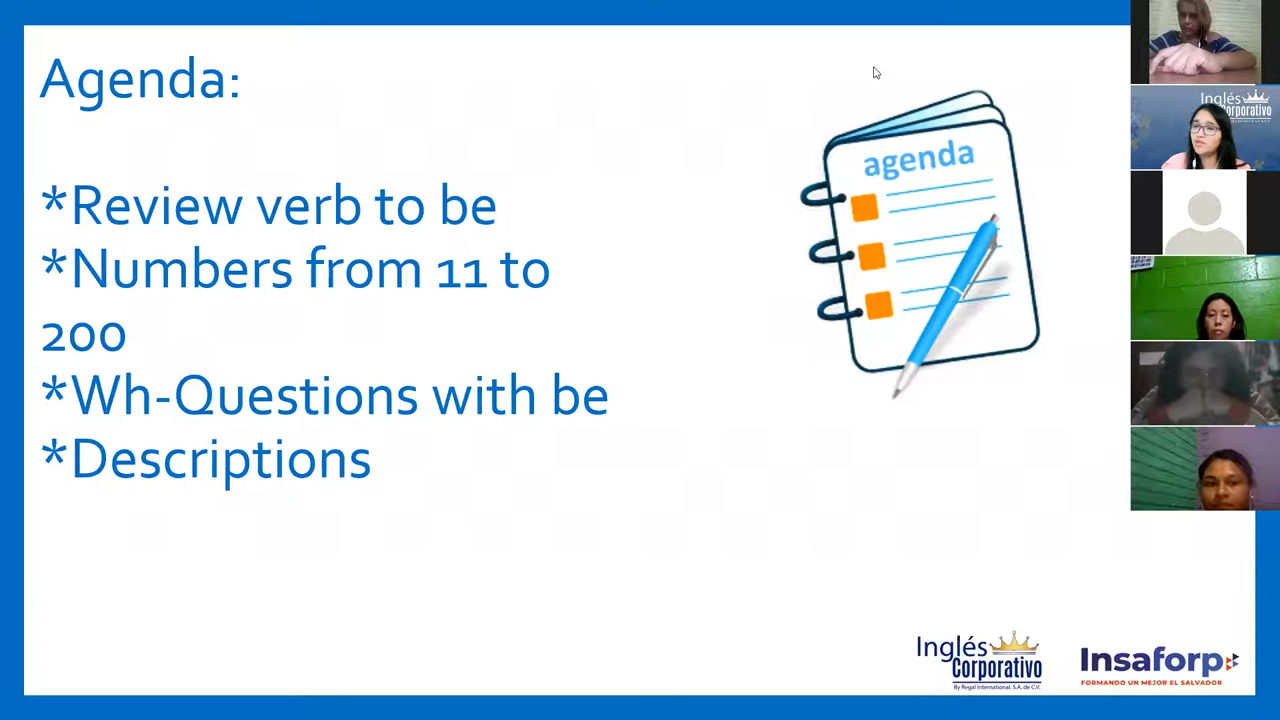 Agenda:
*Review verb to be
*Numbers from 11 to
200
*Wh-Questions with be
*Descriptions
agenda
Inglés
Corporativo
Inglés
Corporativo
By Regal International, S.A. de C.V.
Insaforp
FORMANDO UN MEJOR EL SALVADOR